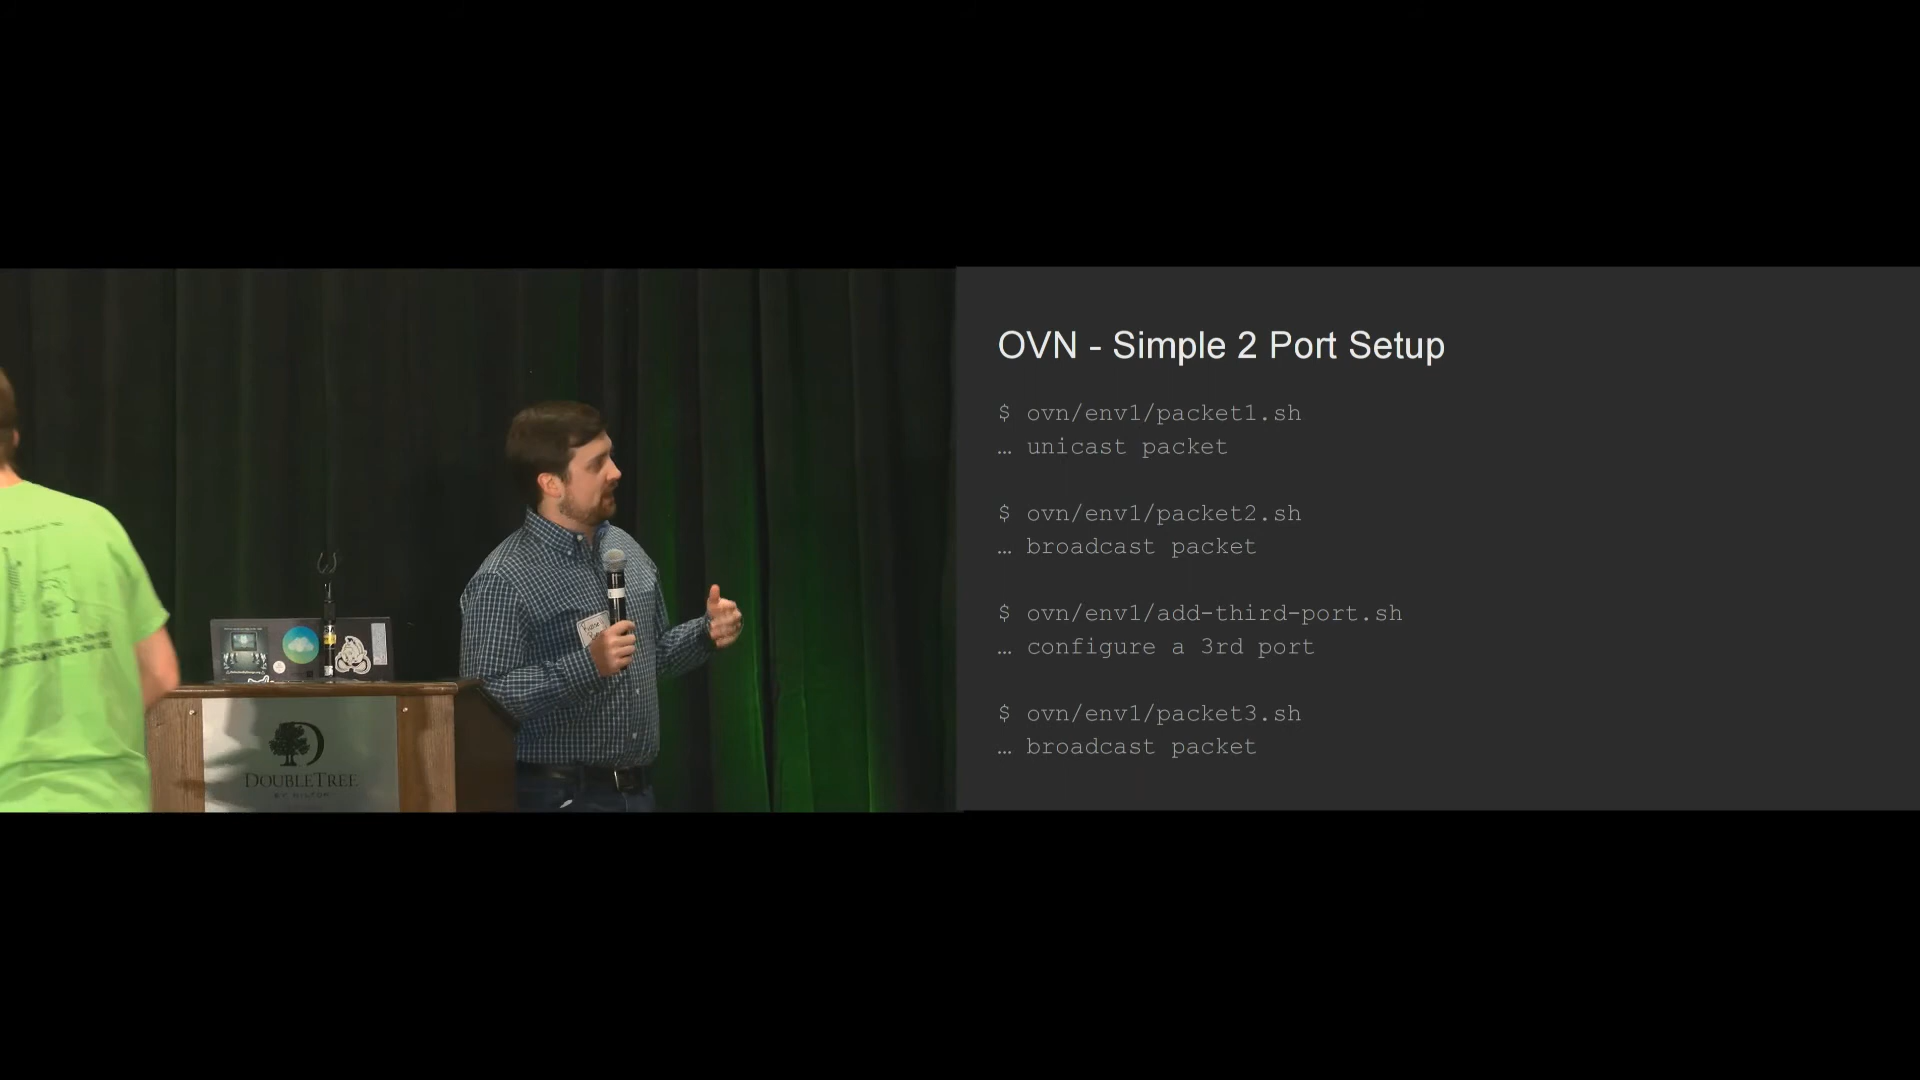 OVN - Simple 2 Port Setup
$ ovn/env1/packet1.sh
… unicast packet
$ ovn/env1/packet2.sh
… broadcast packet
$ ovn/env1/add-third-port.sh
… configure a 3rd port
$ ovn/env1/packet3.sh
… broadcast packet
DOUBLETREE
BY HILTON